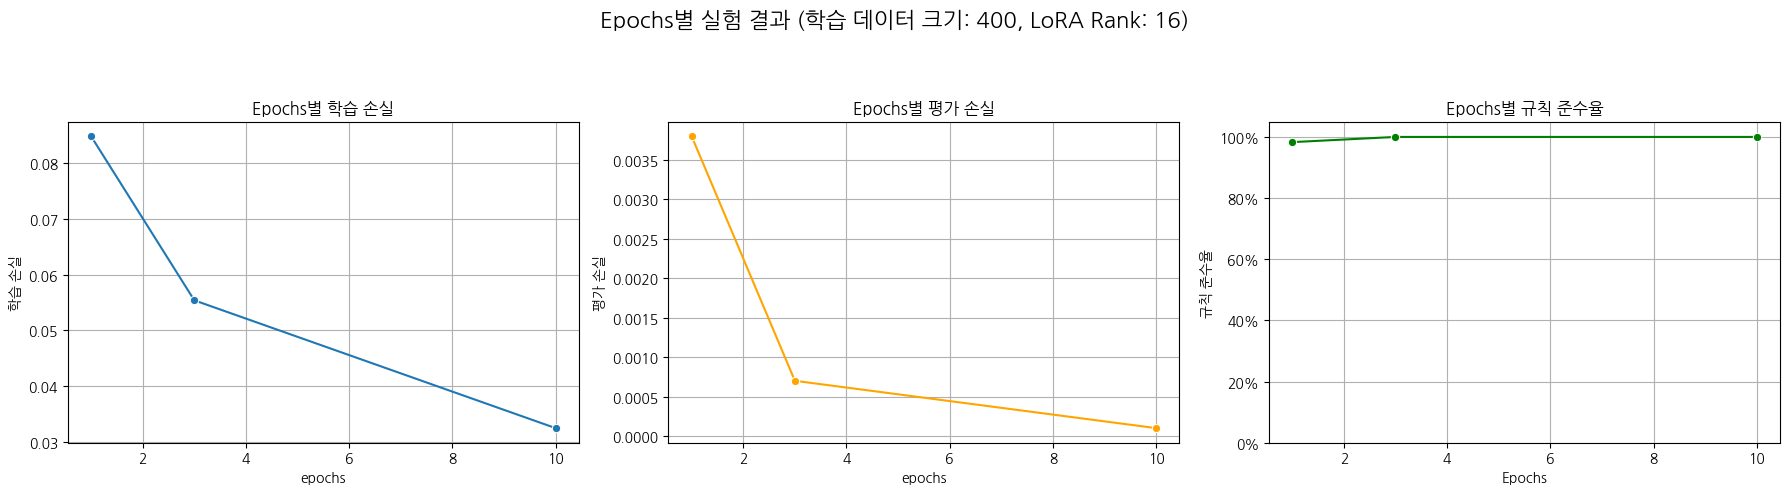 Epochs별 실험 결과 (학습 데이터 크기: 400, LoRA Rank: 16)
Epochs별 학습 손실
학습 손실
0.08
0.07
0.06
0.05
0.04
0.03
2 4 6 8 10
epochs
Epochs별 평가 손실
평가 손실
0.0035
0.0030
0.0025
0.0020
0.0015
0.0010
0.0005
0.0000
2 4 6 8 10
epochs
Epochs별 규칙 준수율
규칙 준수율
100%
80%
60%
40%
20%
0%
2 4 6 8 10
Epochs